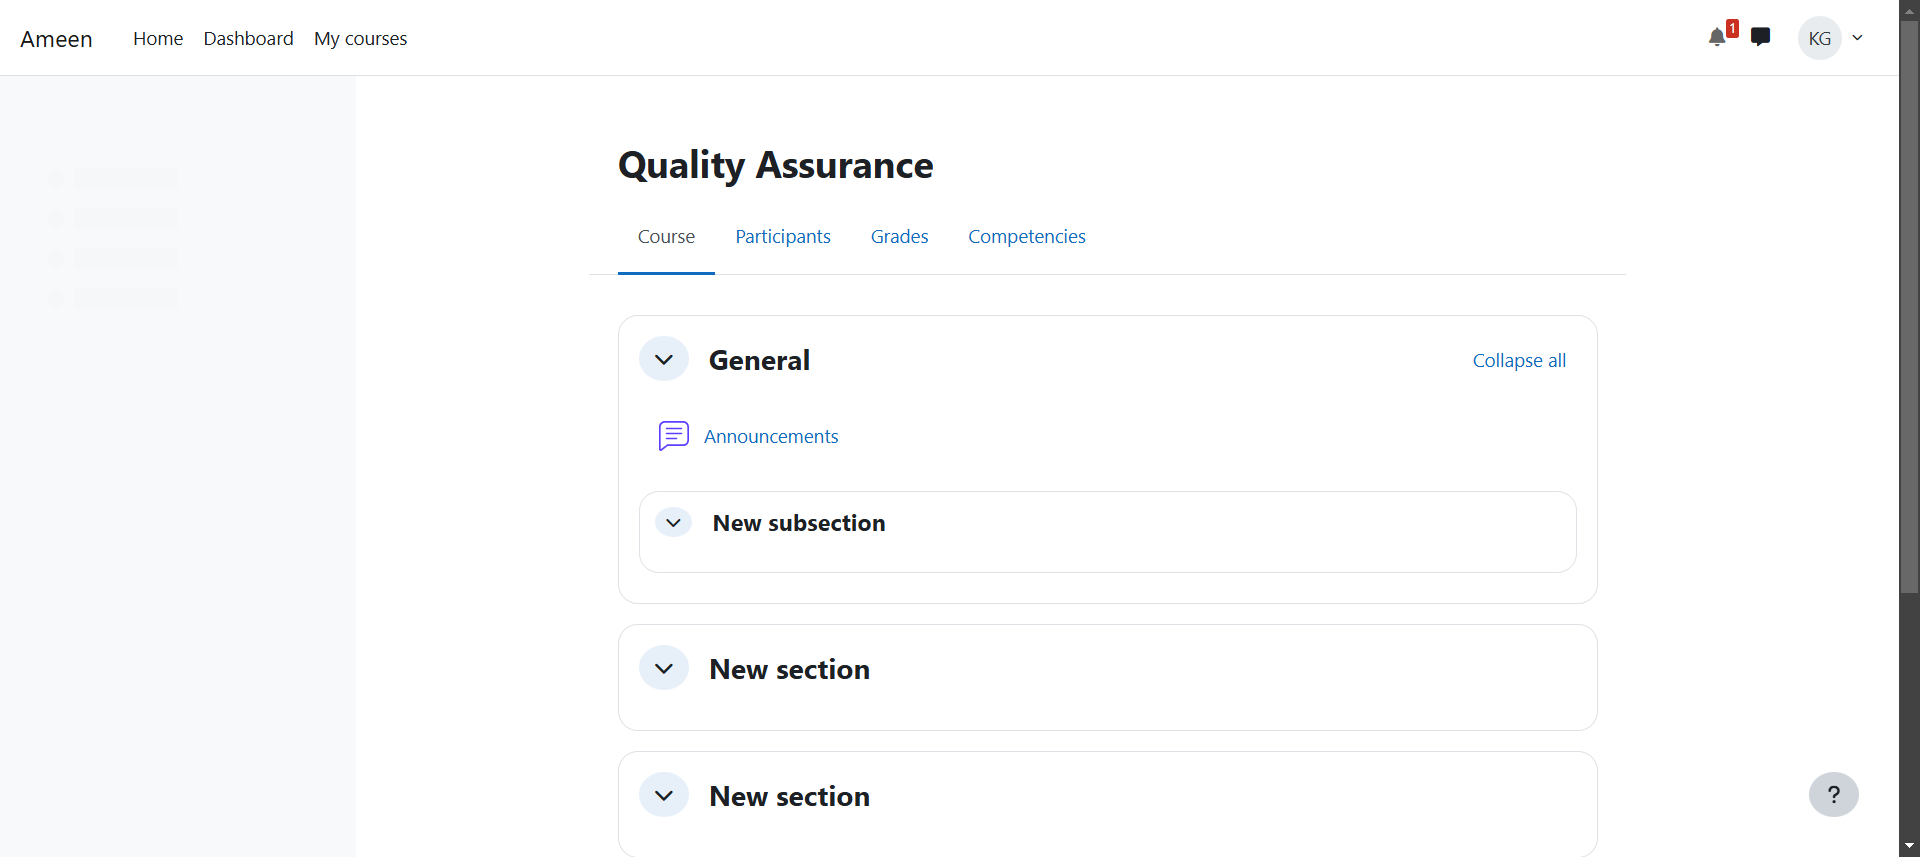 Ameen Home Dashboard My courses 1 KG
Quality Assurance
Course Participants Grades Competencies
General Collapse all
Announcements
New subsection
New section
New section
?